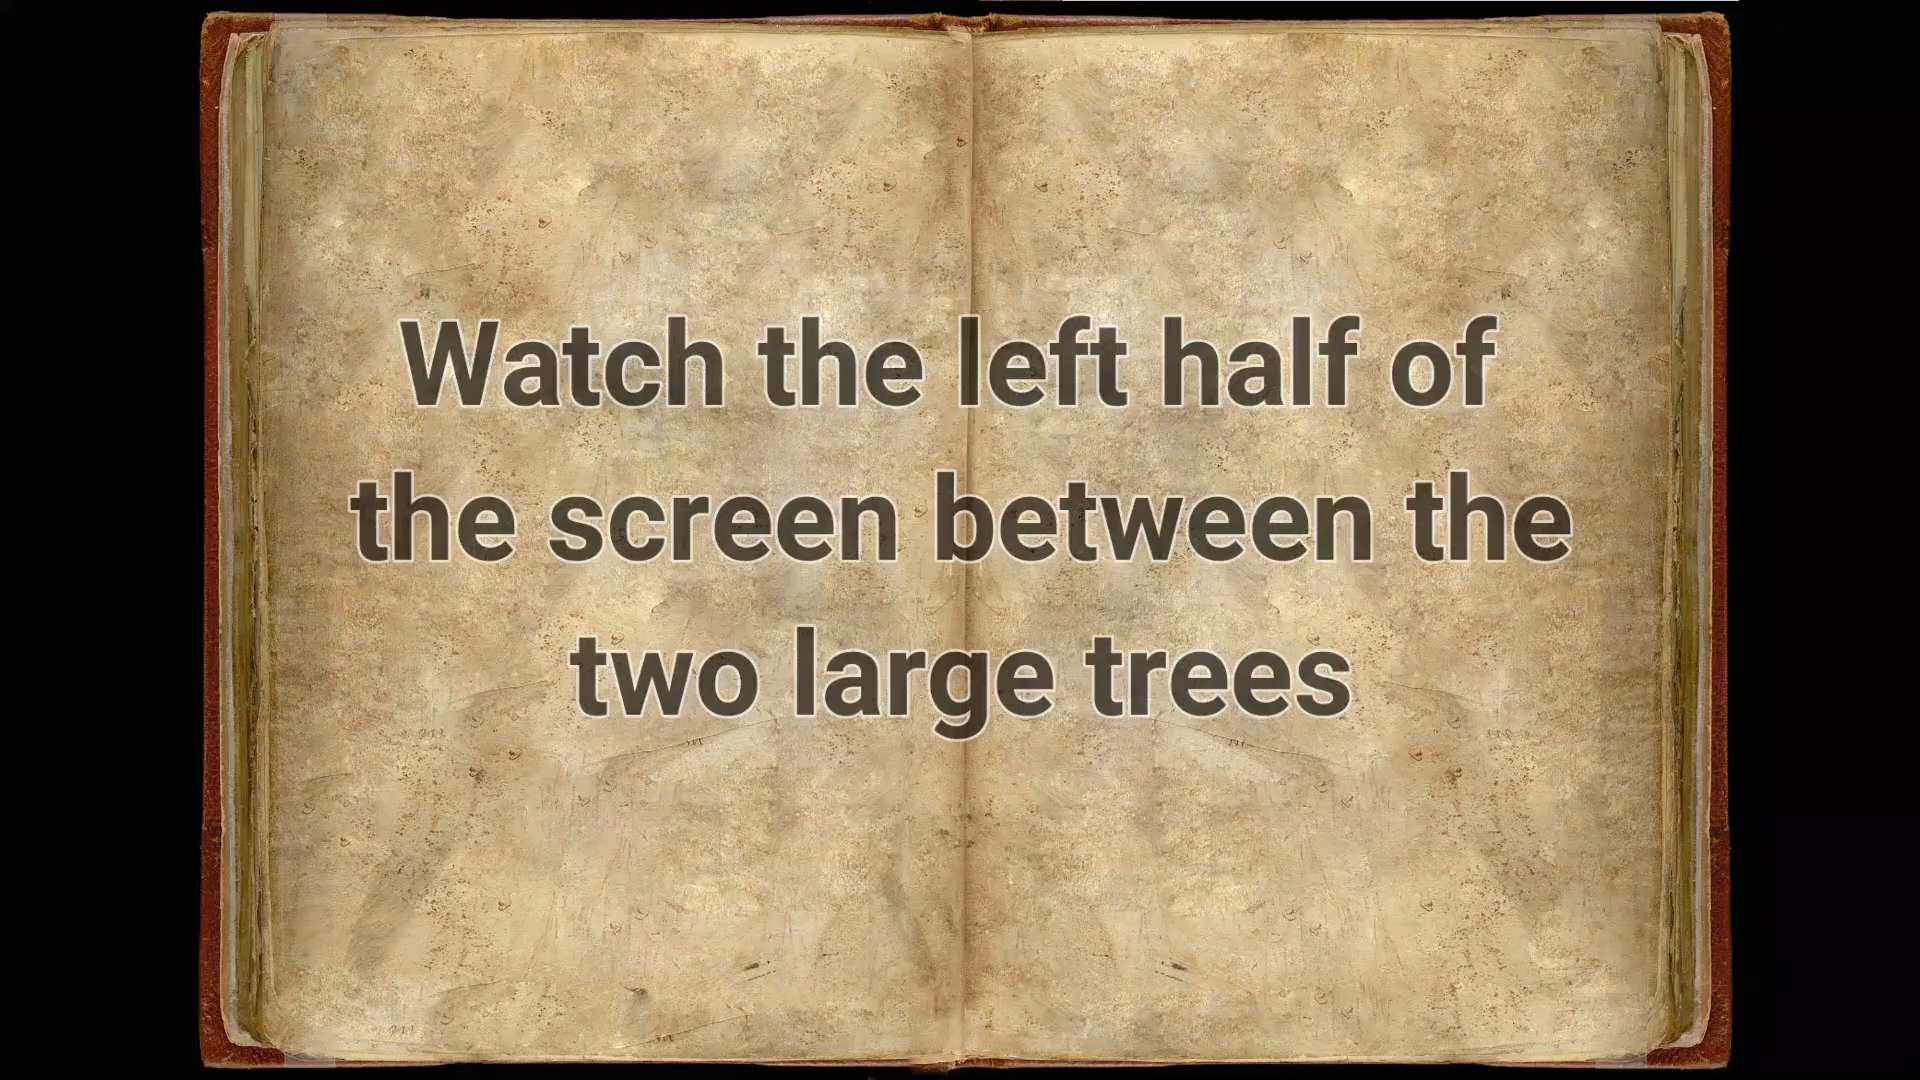 Watch the left half of
the screen between the
two large trees